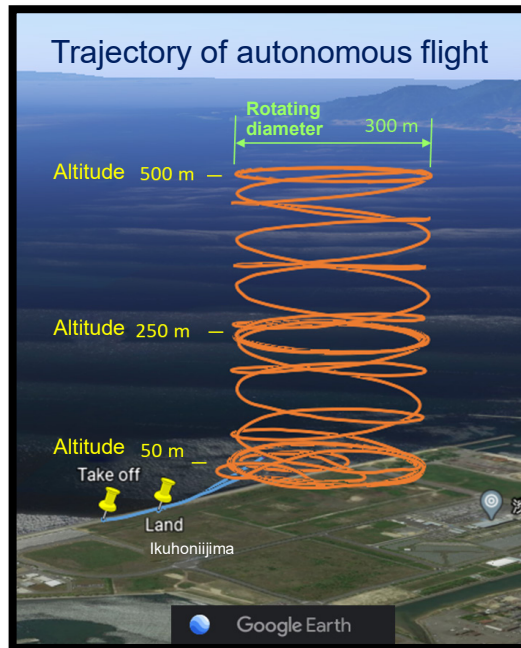 Trajectory of autonomous flight
Rotating
diameter
300 m
Altitude 500 m
Altitude 250 m
Altitude 50 m
Take off
Land
Ikuhoniijima
Google Earth